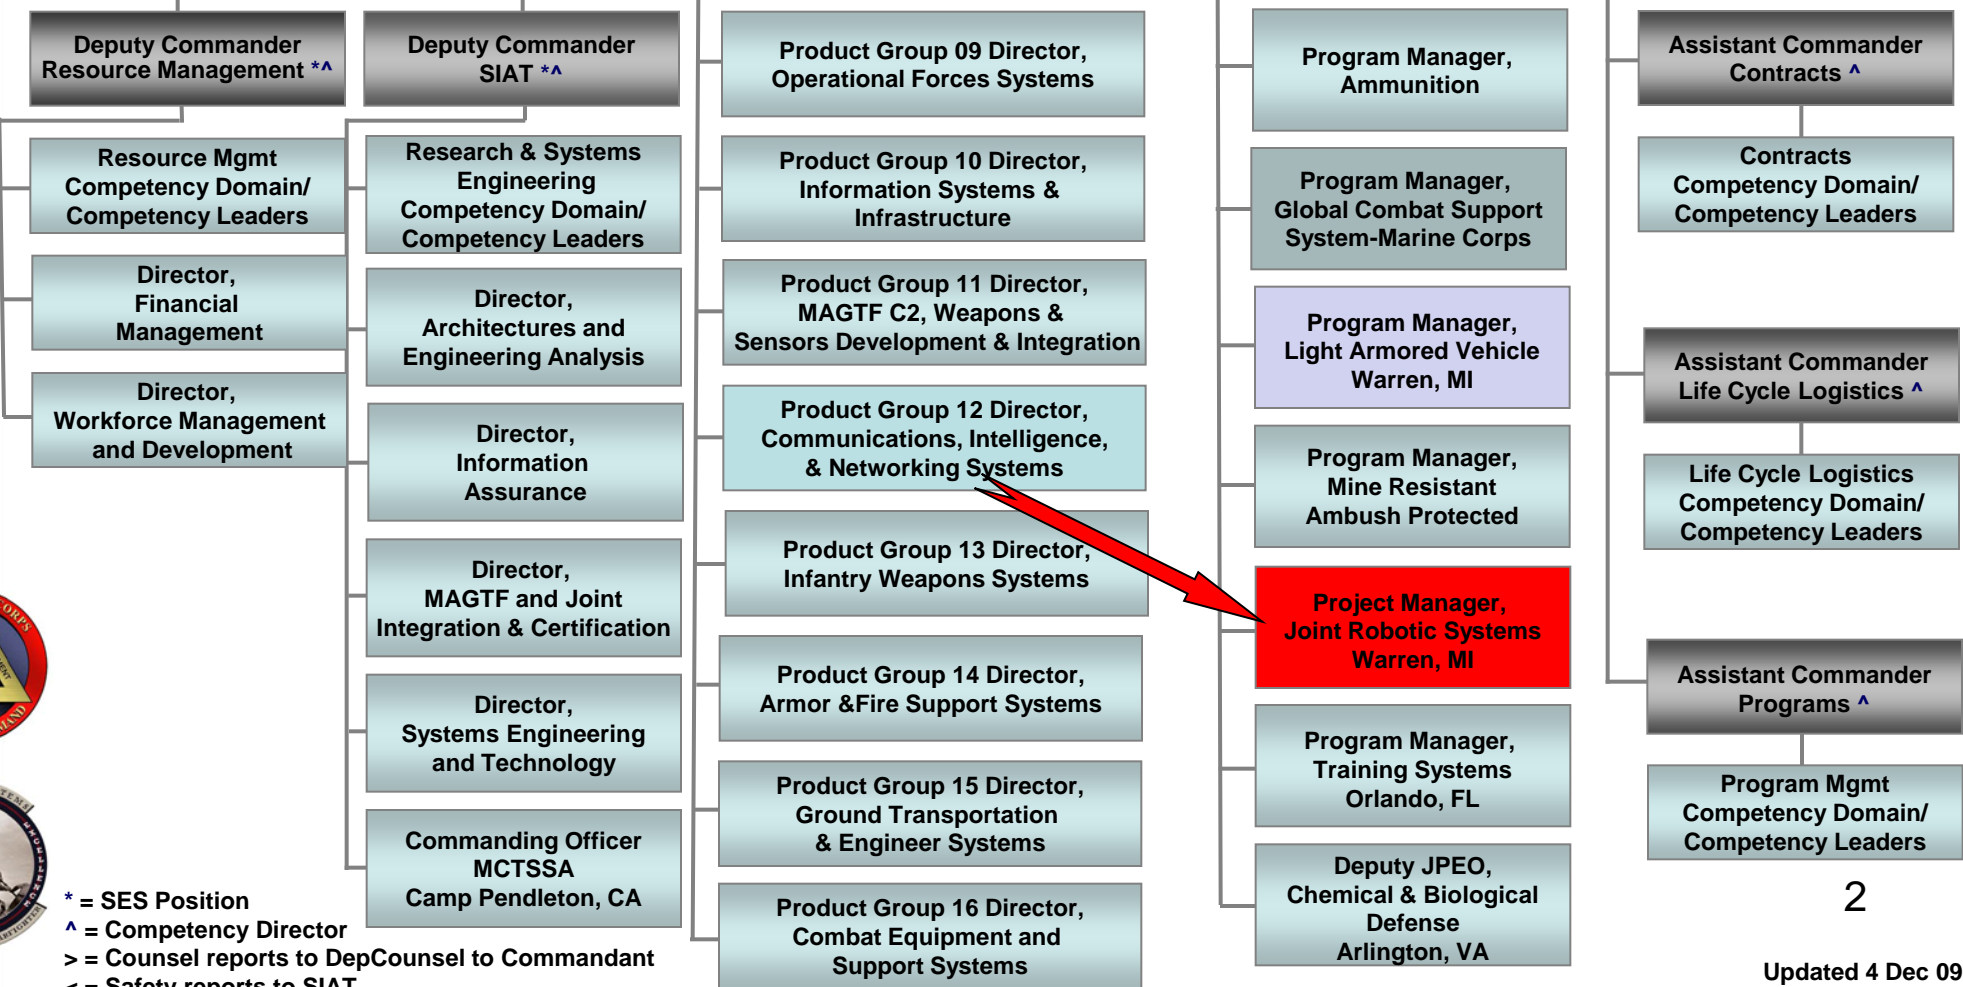 Deputy Commander
Resource Management *^
Resource Mgmt
Competency Domain/
Competency Leaders
Director,
Financial
Management
Director,
Workforce Management
and Development
Deputy Commander
SIAT *^
Research & Systems
Engineering
Competency Domain/
Competency Leaders
Director,
Architectures and
Engineering Analysis
Director,
Information
Assurance
Director,
MAGTF and Joint
Integration & Certification
Director,
Systems Engineering
and Technology
Commanding Officer
MCTSSA
Camp Pendleton, CA
Product Group 09 Director,
Operational Forces Systems
Product Group 10 Director,
Information Systems &
Infrastructure
Product Group 11 Director,
MAGTF C2, Weapons &
Sensors Development & Integration
Product Group 12 Director,
Communications, Intelligence,
& Networking Systems
Product Group 13 Director,
Infantry Weapons Systems
Product Group 14 Director,
Armor &Fire Support Systems
Product Group 15 Director,
Ground Transportation
& Engineer Systems
Product Group 16 Director,
Combat Equipment and
Support Systems
Program Manager,
Ammunition
Program Manager,
Global Combat Support
System-Marine Corps
Program Manager,
Light Armored Vehicle
Warren, MI
Program Manager,
Mine Resistant
Ambush Protected
Project Manager,
Joint Robotic Systems
Warren, MI
Program Manager,
Training Systems
Orlando, FL
Deputy JPEO,
Chemical & Biological
Defense
Arlington, VA
Assistant Commander
Contracts ^
Contracts
Competency Domain/
Competency Leaders
Assistant Commander
Life Cycle Logistics ^
Life Cycle Logistics
Competency Domain/
Competency Leaders
Assistant Commander
Programs ^
Program Mgmt
Competency Domain/
Competency Leaders
* = SES Position
^ = Competency Director
> = Counsel reports to DepCounsel to Commandant
< = Safety reports to SIAT
2
Updated 4 Dec 09